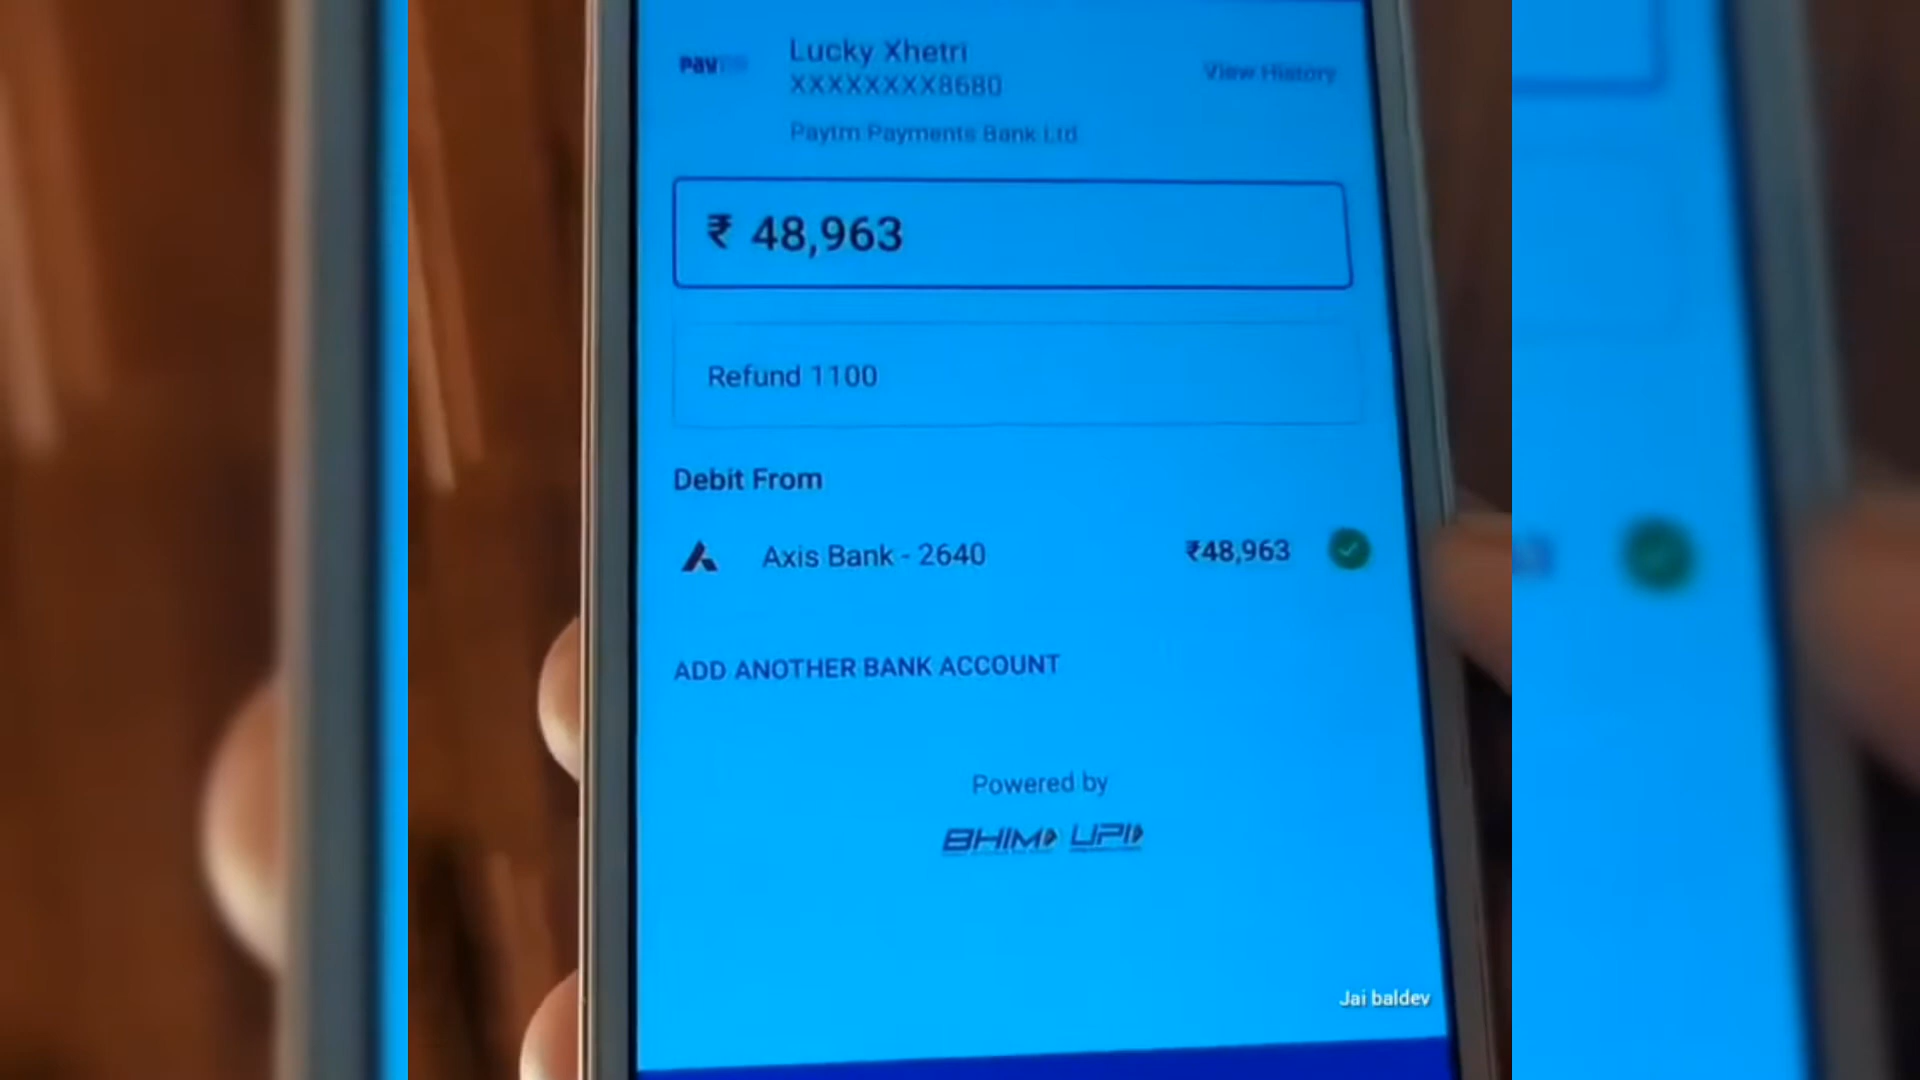 Lucky Xhetri
Paytm
XXXXXXXX8680
View History
Paytm Payments Bank Ltd
₹ 48,963
Refund 1100
Debit From
Axis Bank - 2640 ₹48,963
ADD ANOTHER BANK ACCOUNT
Powered by
BHIM UPI
Jai baldev